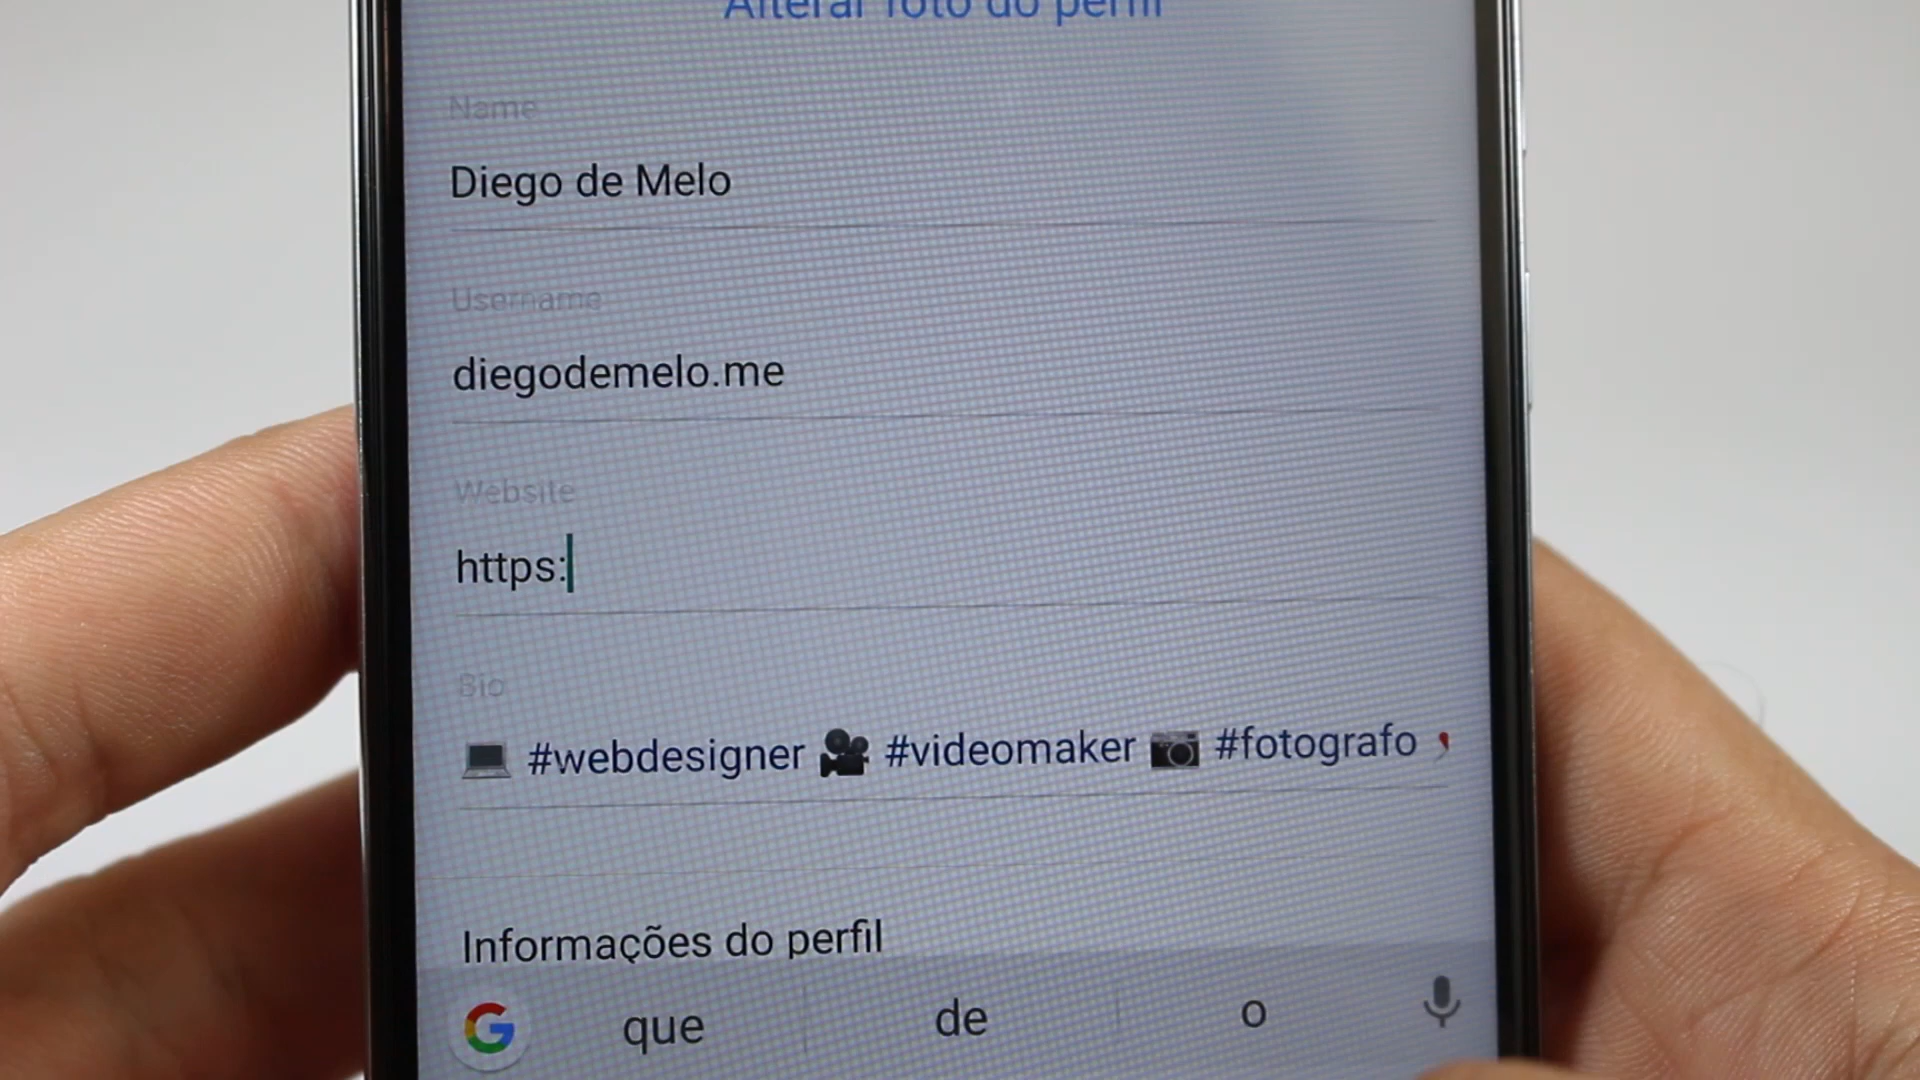 Alterar foto do perfil
Name
Diego de Melo
Username
diegodemelo.me
Website
https:
Bio
💻 #webdesigner 🎥 #videomaker 📷 #fotografo
Informações do perfil
G que de o